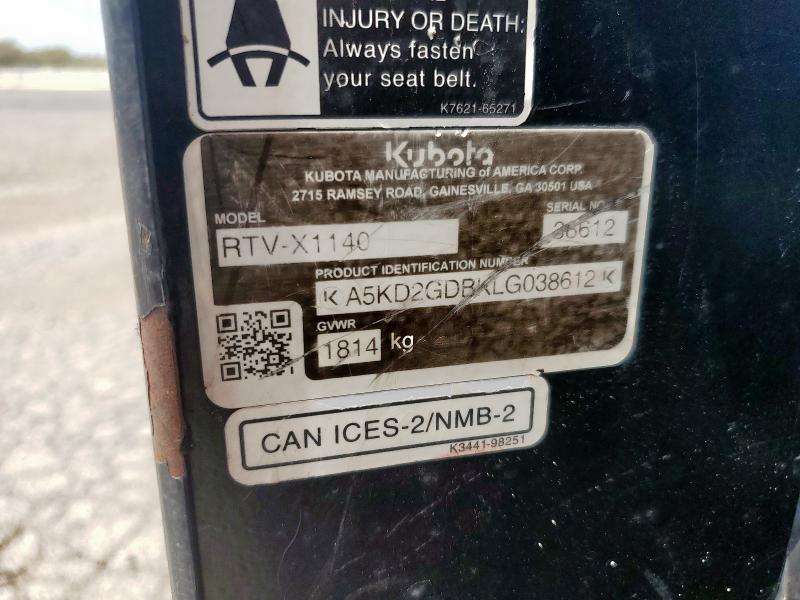 INJURY OR DEATH:
Always fasten
your seat belt.
K7621-65271
Kubota
KUBOTA MANUFACTURING of AMERICA CORP.
2715 RAMSEY ROAD, GAINESVILLE, GA 30501 USA
MODEL
SERIAL NO.
RTV-X1140
38612
PRODUCT IDENTIFICATION NUMBER
K A5KD2GDBKLG038612 K
GVWR
1814 kg
CAN ICES-2/NMB-2
K3441-98251